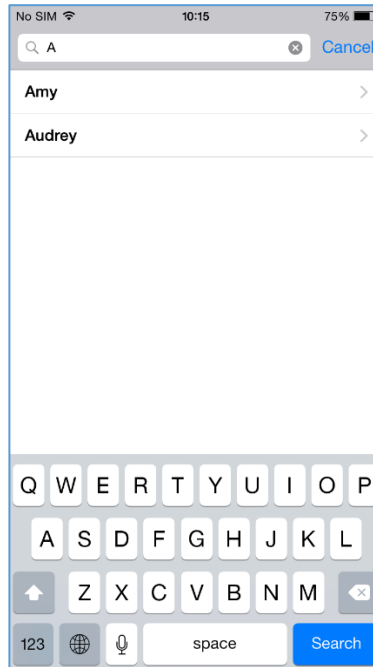 No SIM 10:15 75%
A Cancel
Amy
Audrey
Q W E R T Y U I O P
A S D F G H J K L
Z X C V B N M
123 space Search